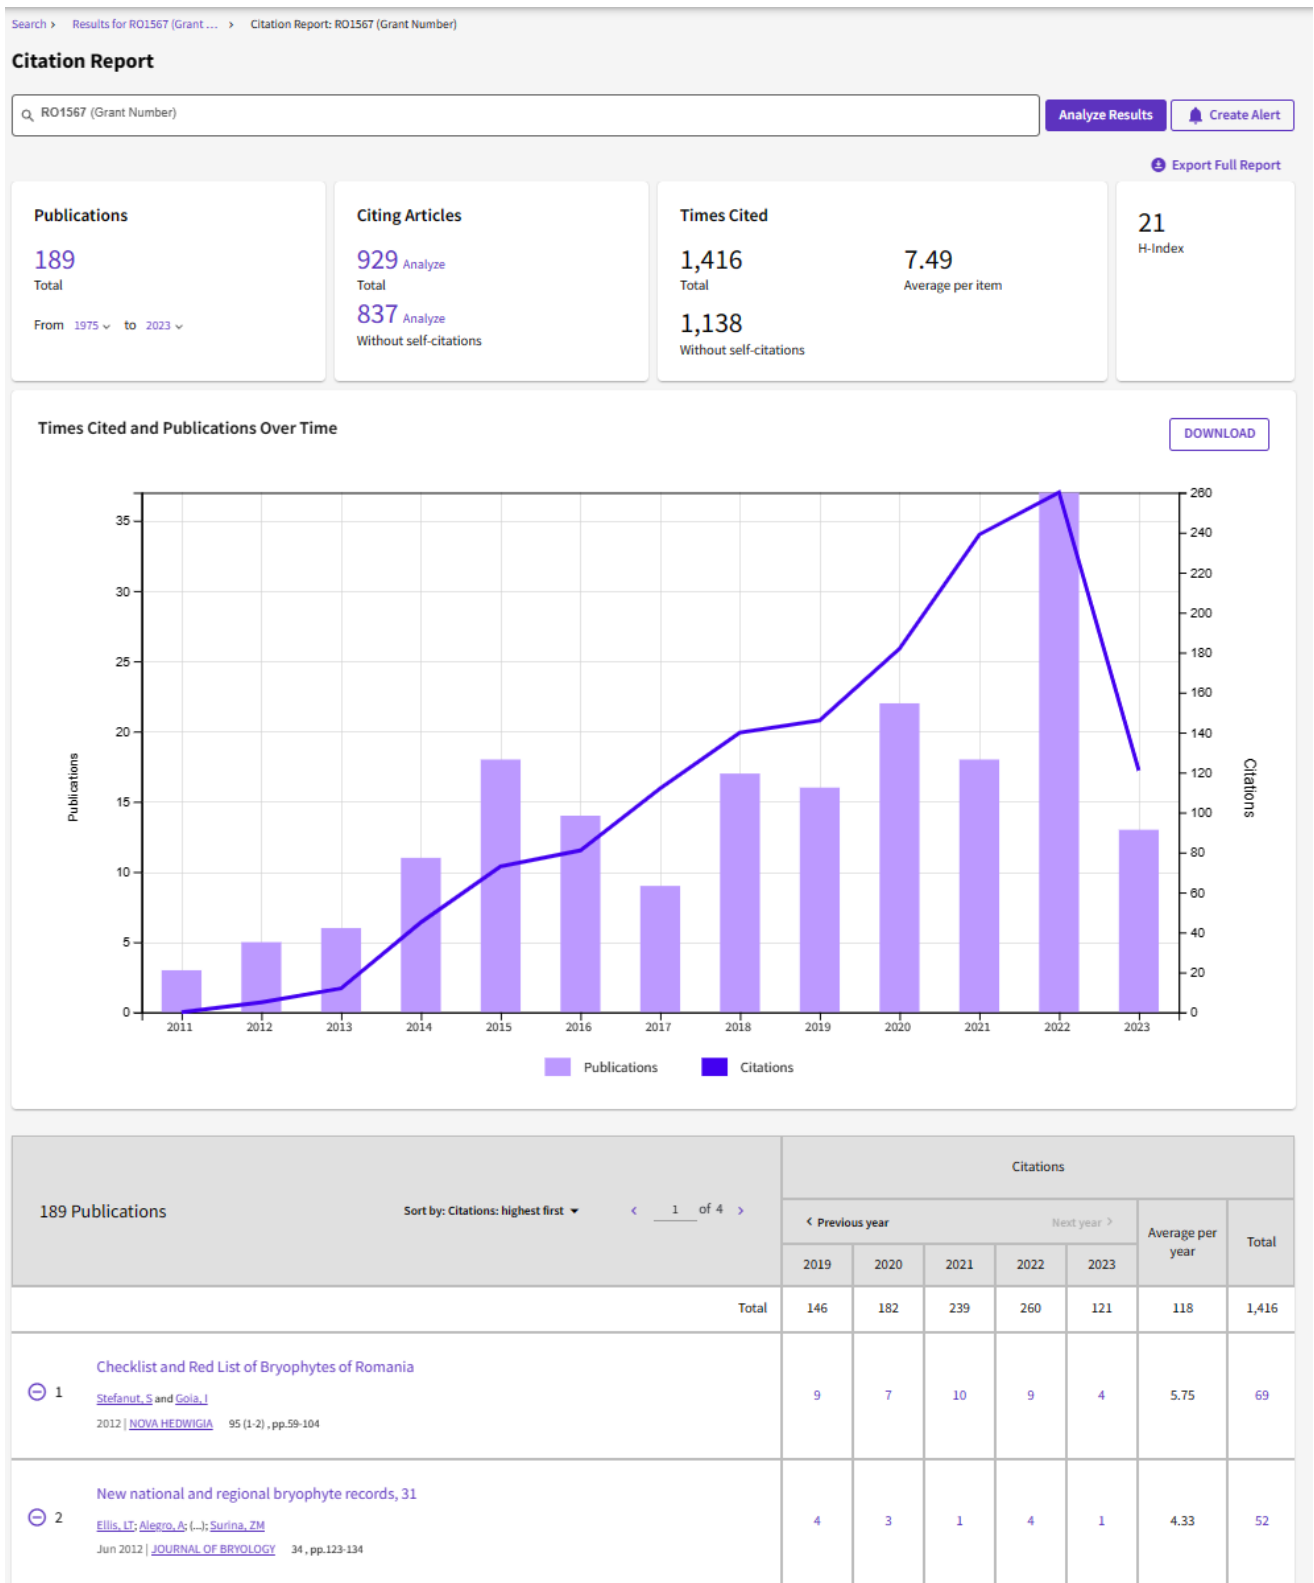 Search > Results for RO1567 (Grant ... > Citation Report: RO1567 (Grant Number)
Citation Report
RO1567 (Grant Number)
Analyze Results
Create Alert
Export Full Report
Publications
189
Total
From 1975 to 2023
Citing Articles
929 Analyze
Total
837 Analyze
Without self-citations
Times Cited
1,416
Total
7.49
Average per item
1,138
Without self-citations
21
H-Index
Times Cited and Publications Over Time
DOWNLOAD
35
30
25
20
15
10
5
0
Publications
260
240
220
200
180
160
140
120
100
80
60
40
20
0
Citations
2011 2012 2013 2014 2015 2016 2017 2018 2019 2020 2021 2022 2023
Publications Citations
189 Publications
Sort by: Citations: highest first
< 1 of 4 >
Citations
< Previous year Next year >
Average per year
Total
2019 2020 2021 2022 2023
Total 146 182 239 260 121 118 1,416
1
Checklist and Red List of Bryophytes of Romania
Stefanut, S and Goia, I
2012 | NOVA HEDWIGIA 95 (1-2) , pp.59-104
9 7 10 9 4 5.75 69
2
New national and regional bryophyte records, 31
Ellis, LT; Alegro, A; (...); Surina, ZM
Jun 2012 | JOURNAL OF BRYOLOGY 34 , pp.123-134
4 3 1 4 1 4.33 52